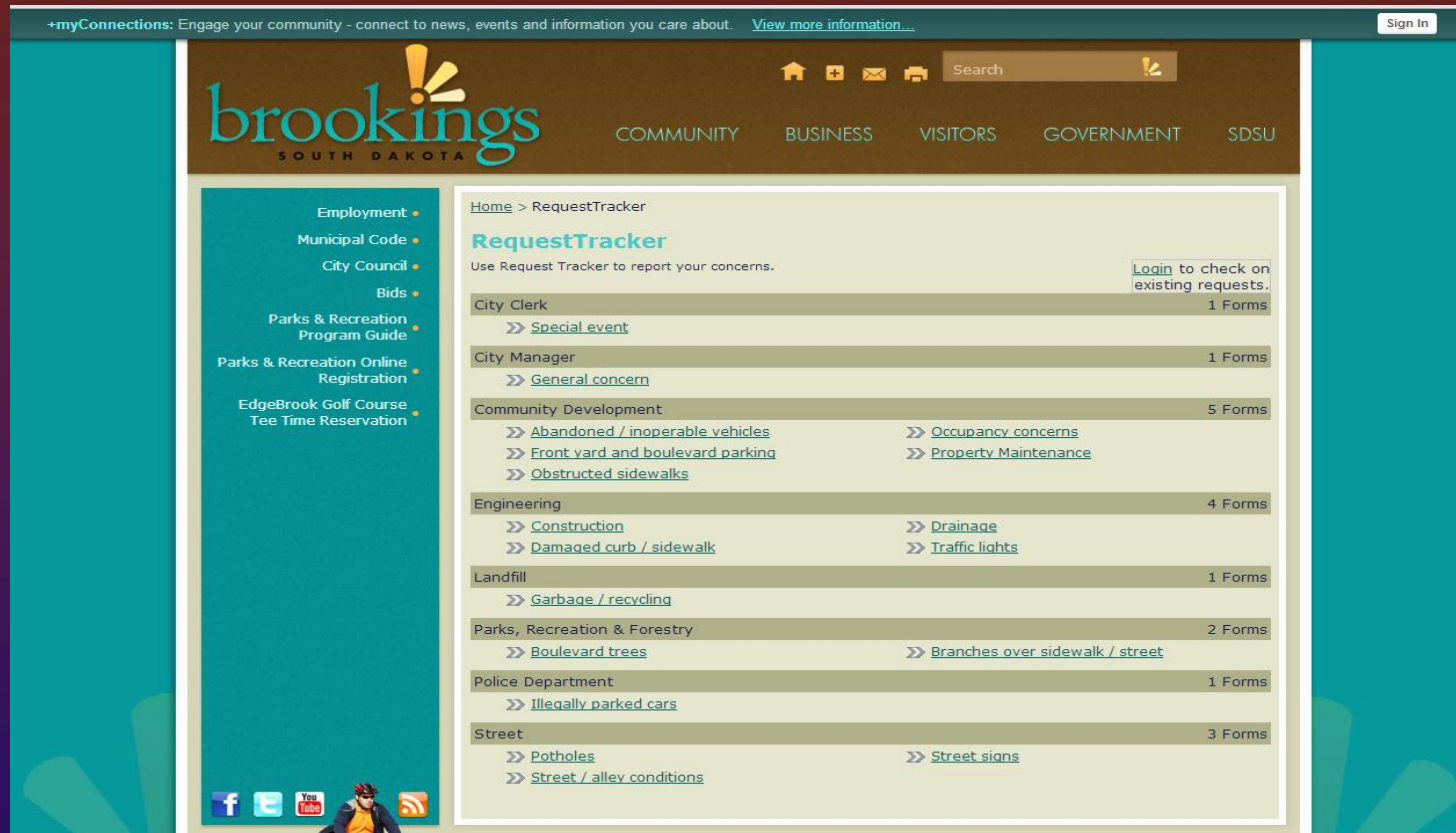 +myConnections: Engage your community - connect to news, events and information you care about. View more information...
Sign In
Search
brookings
SOUTH DAKOTA
COMMUNITY BUSINESS VISITORS GOVERNMENT SDSU
Employment
Municipal Code
City Council
Bids
Parks & Recreation
Program Guide
Parks & Recreation Online
Registration
EdgeBrook Golf Course
Tee Time Reservation
Home > RequestTracker
RequestTracker
Use Request Tracker to report your concerns.
Login to check on
existing requests.
City Clerk 1 Forms
Special event
City Manager 1 Forms
General concern
Community Development 5 Forms
Abandoned / inoperable vehicles Occupancy concerns
Front yard and boulevard parking Property Maintenance
Obstructed sidewalks
Engineering 4 Forms
Construction Drainage
Damaged curb / sidewalk Traffic lights
Landfill 1 Forms
Garbage / recycling
Parks, Recreation & Forestry 2 Forms
Boulevard trees Branches over sidewalk / street
Police Department 1 Forms
Illegally parked cars
Street 3 Forms
Potholes Street signs
Street / alley conditions
You
Tube